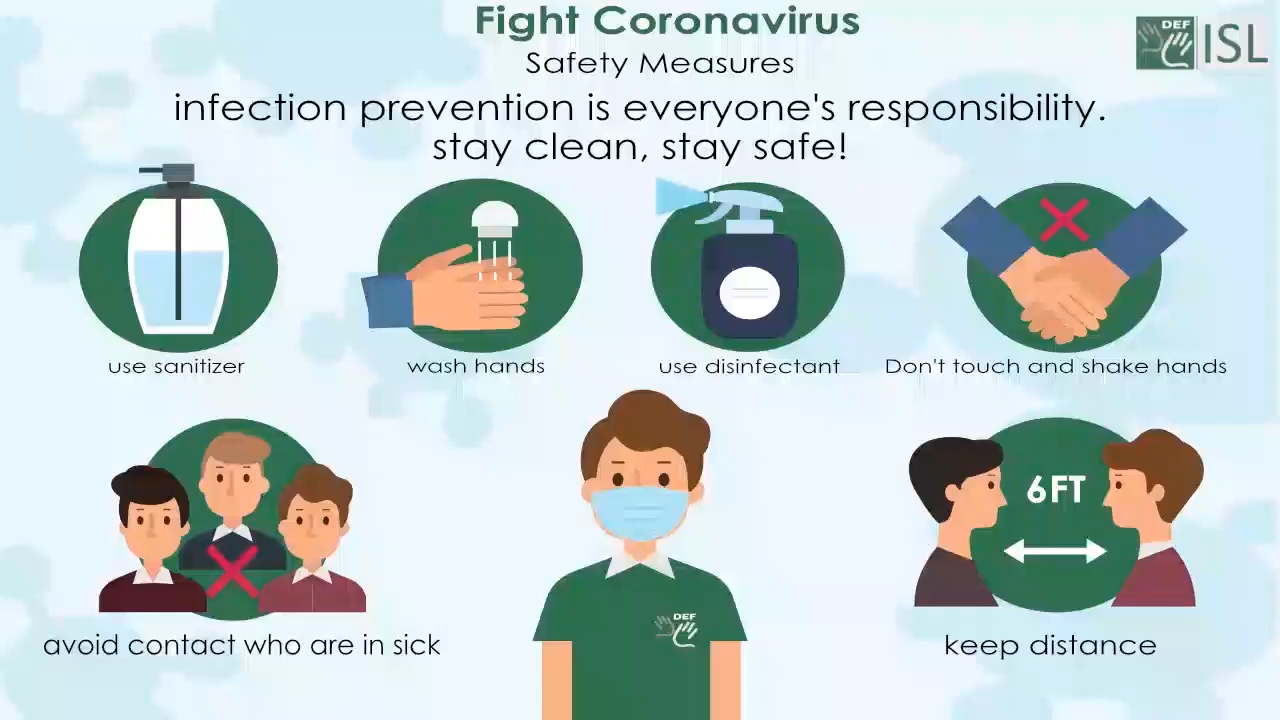 Fight Coronavirus
DEF
ISL
Safety Measures
infection prevention is everyone's responsibility.
stay clean, stay safe!
use sanitizer
wash hands
use disinfectant
Don't touch and shake hands
6FT
DEF
avoid contact who are in sick
keep distance